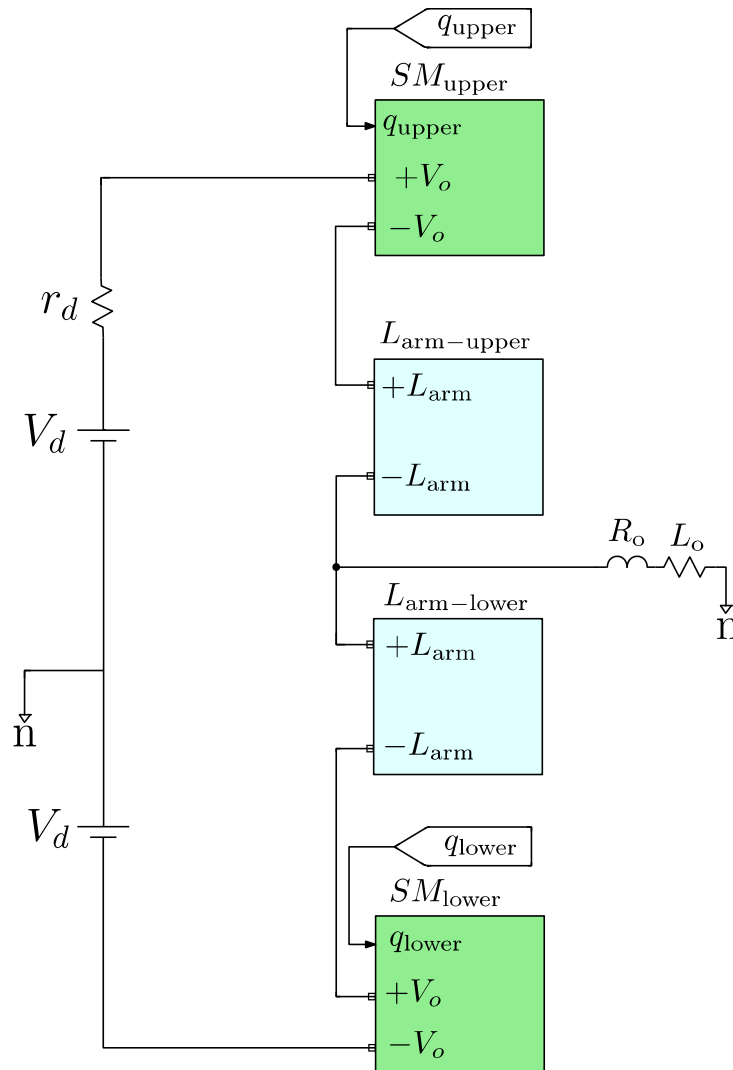 q_upper
SM_upper
q_upper
+V_o
−V_o
r_d
L_arm−upper
+L_arm
V_d
−L_arm
R_o L_o
L_arm−lower
n
+L_arm
n
−L_arm
V_d
q_lower
SM_lower
q_lower
+V_o
−V_o